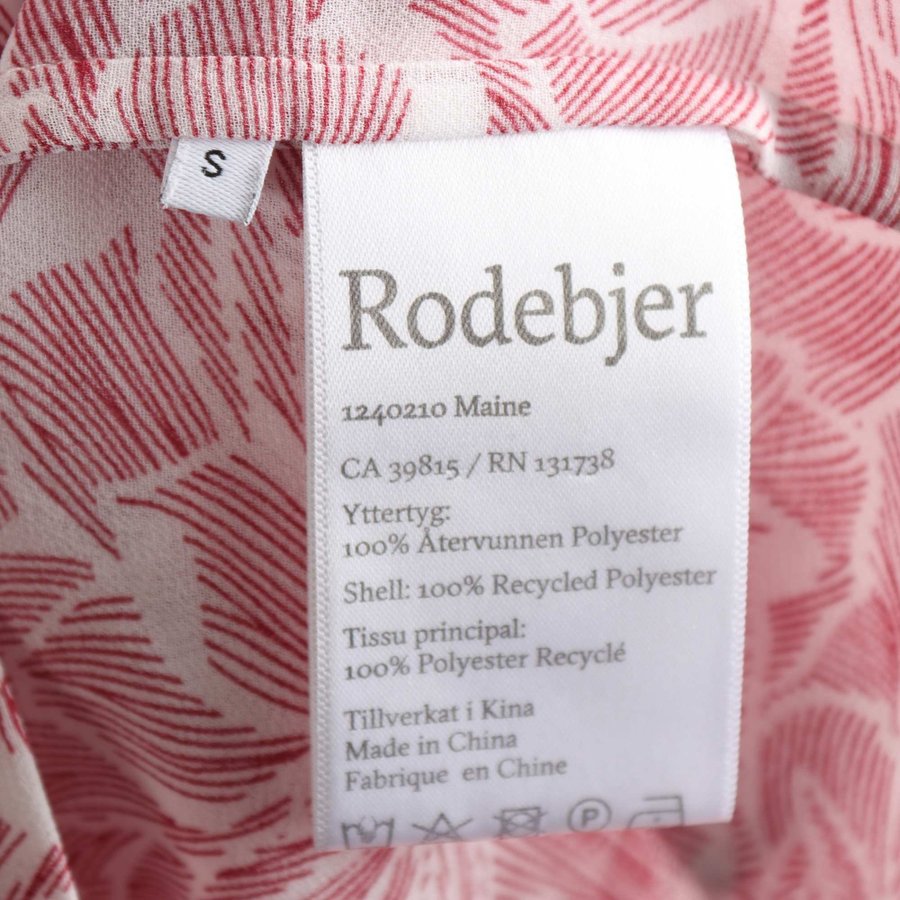 S
Rodebjer
1240210 Maine
CA 39815 / RN 131738
Yttertyg:
100% Återvunnen Polyester
Shell: 100% Recycled Polyester
Tissu principal:
100% Polyester Recyclé
Tillverkat i Kina
Made in China
Fabrique en Chine
P